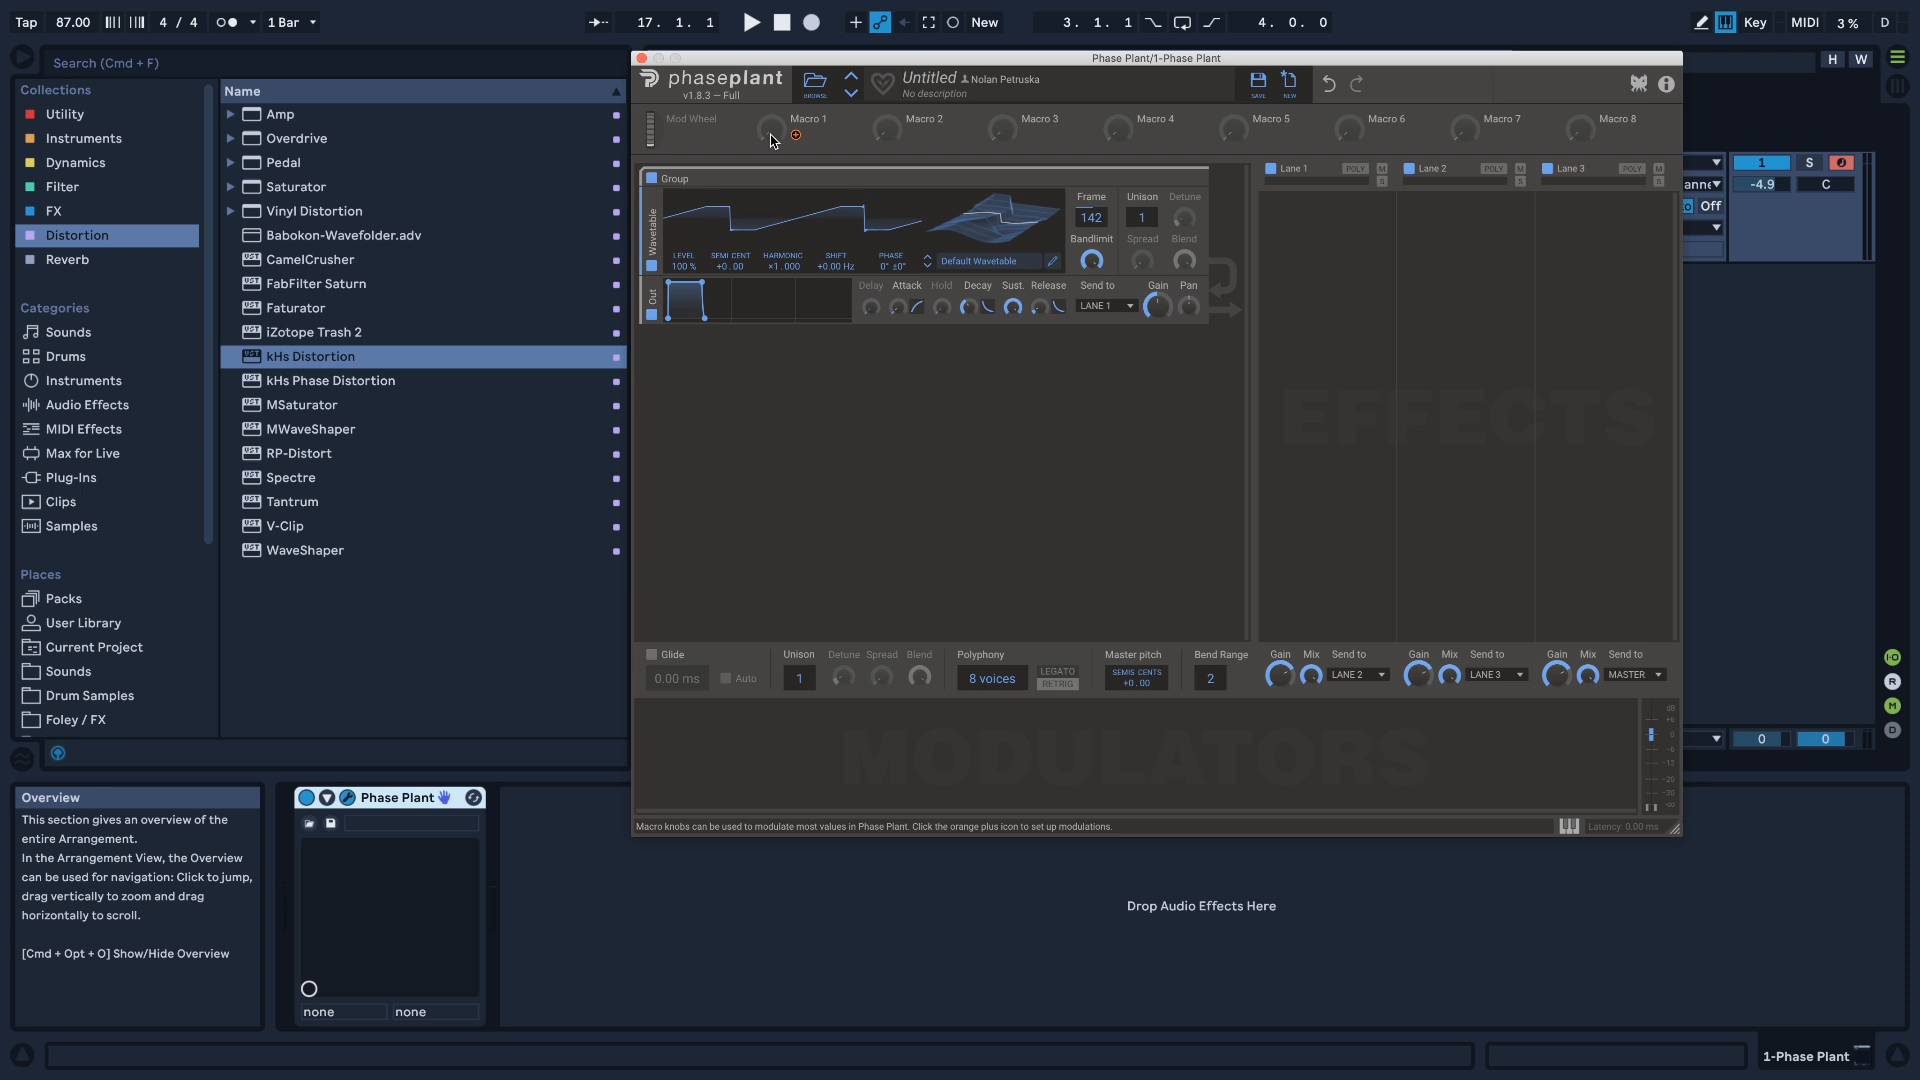 Tap 87.00 4 / 4 1 Bar 17. 1. 1 New 3. 1. 1 4. 0. 0 Key MIDI 3 % D
Search (Cmd + F)
H W
Collections
Utility
Instruments
Dynamics
Filter
FX
Distortion
Reverb
Categories
Sounds
Drums
Instruments
Audio Effects
MIDI Effects
Max for Live
Plug-Ins
Clips
Samples
Places
Packs
User Library
Current Project
Sounds
Drum Samples
Foley / FX
Name
Amp
Overdrive
Pedal
Saturator
Vinyl Distortion
Babokon-Wavefolder.adv
CamelCrusher
FabFilter Saturn
Faturator
iZotope Trash 2
kHs Distortion
kHs Phase Distortion
MSaturator
MWaveShaper
RP-Distort
Spectre
Tantrum
V-Clip
WaveShaper
Phase Plant/1-Phase Plant
phaseplant
v1.8.3 – Full
BROWSE
Untitled Nolan Petruska
No description
SAVE NEW
Mod Wheel Macro 1 Macro 2 Macro 3 Macro 4 Macro 5 Macro 6 Macro 7 Macro 8
Group
Wavetable
Frame Unison Detune
142 1
Bandlimit Spread Blend
LEVEL SEMI CENT HARMONIC SHIFT PHASE
100 % +0.00 ×1.000 +0.00 Hz 0° ±0° Default Wavetable
Out
Delay Attack Hold Decay Sust. Release Send to Gain Pan
LANE 1
Lane 1 POLY M S
Lane 2 POLY M S
Lane 3 POLY M S
EFFECTS
Glide Unison Detune Spread Blend Polyphony Master pitch Bend Range
0.00 ms Auto 1 8 voices LEGATO RETRIG SEMIS CENTS +0.00 2
Gain Mix Send to Gain Mix Send to Gain Mix Send to
LANE 2 LANE 3 MASTER
MODULATORS
dB
+6
0
-6
-12
-20
-30
-∞
Macro knobs can be used to modulate most values in Phase Plant. Click the orange plus icon to set up modulations.
Latency: 0.00 ms
1 S
-4.9 C
Off
I-O
R
M
D
0 0
Overview
This section gives an overview of the
entire Arrangement.
In the Arrangement View, the Overview
can be used for navigation: Click to jump,
drag vertically to zoom and drag
horizontally to scroll.
[Cmd + Opt + O] Show/Hide Overview
Phase Plant
none none
Drop Audio Effects Here
1-Phase Plant